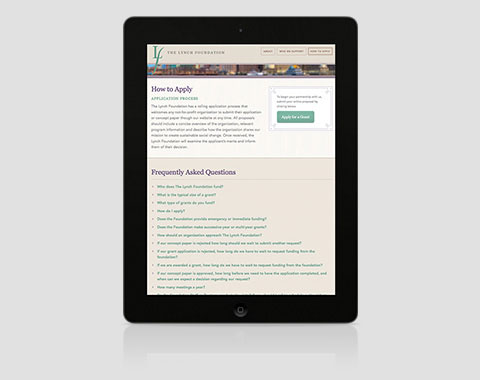 Lf THE LYNCH FOUNDATION
ABOUT
WHO WE SUPPORT
HOW TO APPLY
How to Apply
APPLICATION PROCESS
The Lynch Foundation has a rolling application process that
welcomes any not-for-profit organization to submit their application
or concept paper though our website at any time. All proposals
should include a concise overview of the organization, relevant
program information and describe how the organization shares our
mission to create sustainable social change. Once received, the
Lynch Foundation will examine the applicant's merits and inform
them of their decision.
To begin your partnership with us,
submit your online proposal by
clicking below.
Apply for a Grant
Frequently Asked Questions
Who does The Lynch Foundation fund?
What is the typical size of a grant?
What type of grants do you fund?
How do I apply?
Does the Foundation provide emergency or immediate funding?
Does the Foundation make successive-year or multi-year grants?
How should an organization approach The Lynch Foundation?
If our concept paper is rejected how long should we wait to submit another request?
If our grant application is rejected, how long do we have to wait to request funding from the
foundation?
If we are awarded a grant, how long do we have to wait to request funding from the foundation?
If our concept paper is approved, how long before we need to have the application completed, and
when can we expect a decision regarding our request?
How many meetings a year?